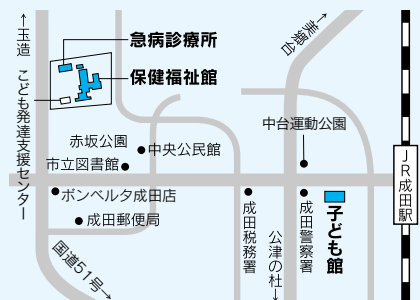 ←玉造
こども発達支援センター
急病診療所
保健福祉館
←美郷台
赤坂公園
中央公民館
市立図書館
ボンベルタ成田店
成田郵便局
国道51号→
中台運動公園
成田税務署
公津の杜→
成田警察署
子ども館
JR成田駅